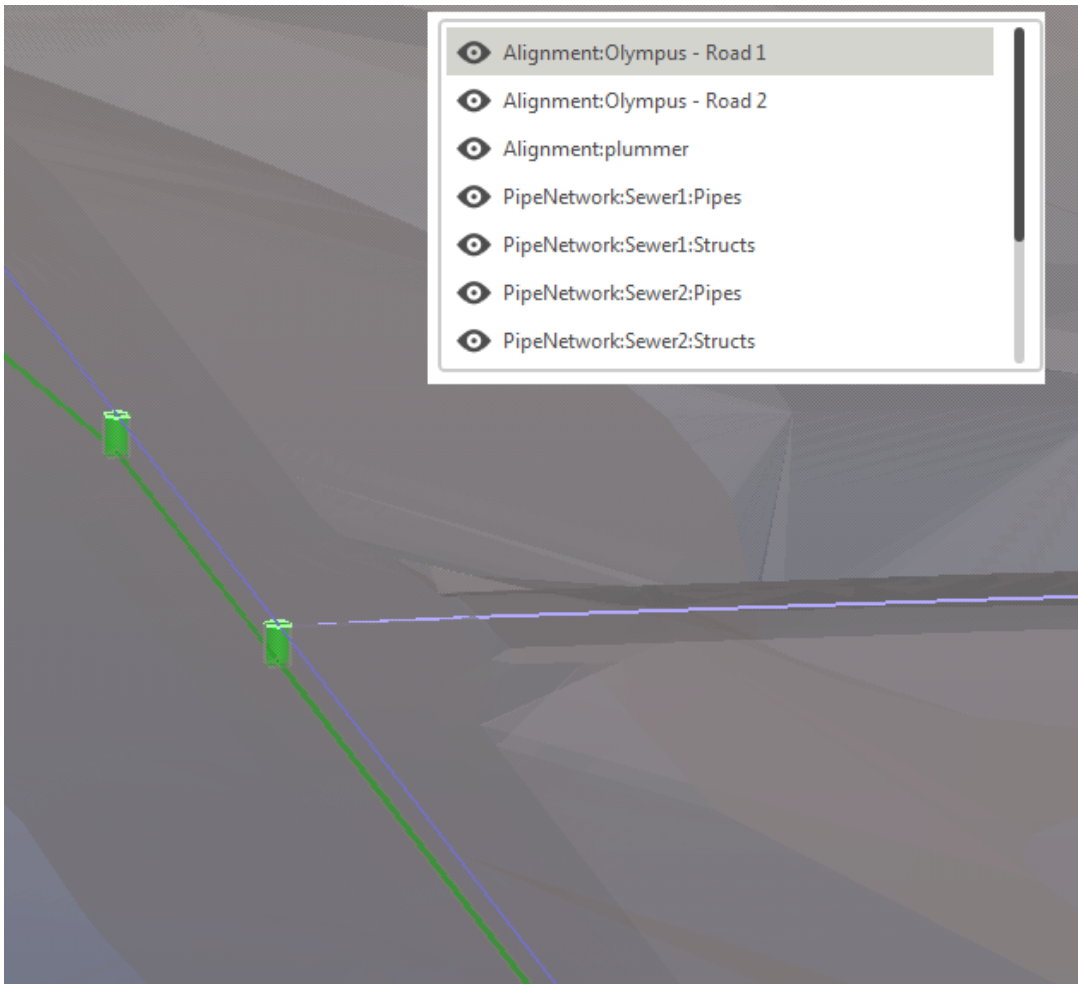 Alignment:Olympus - Road 1
Alignment:Olympus - Road 2
Alignment:plummer
PipeNetwork:Sewer1:Pipes
PipeNetwork:Sewer1:Structs
PipeNetwork:Sewer2:Pipes
PipeNetwork:Sewer2:Structs